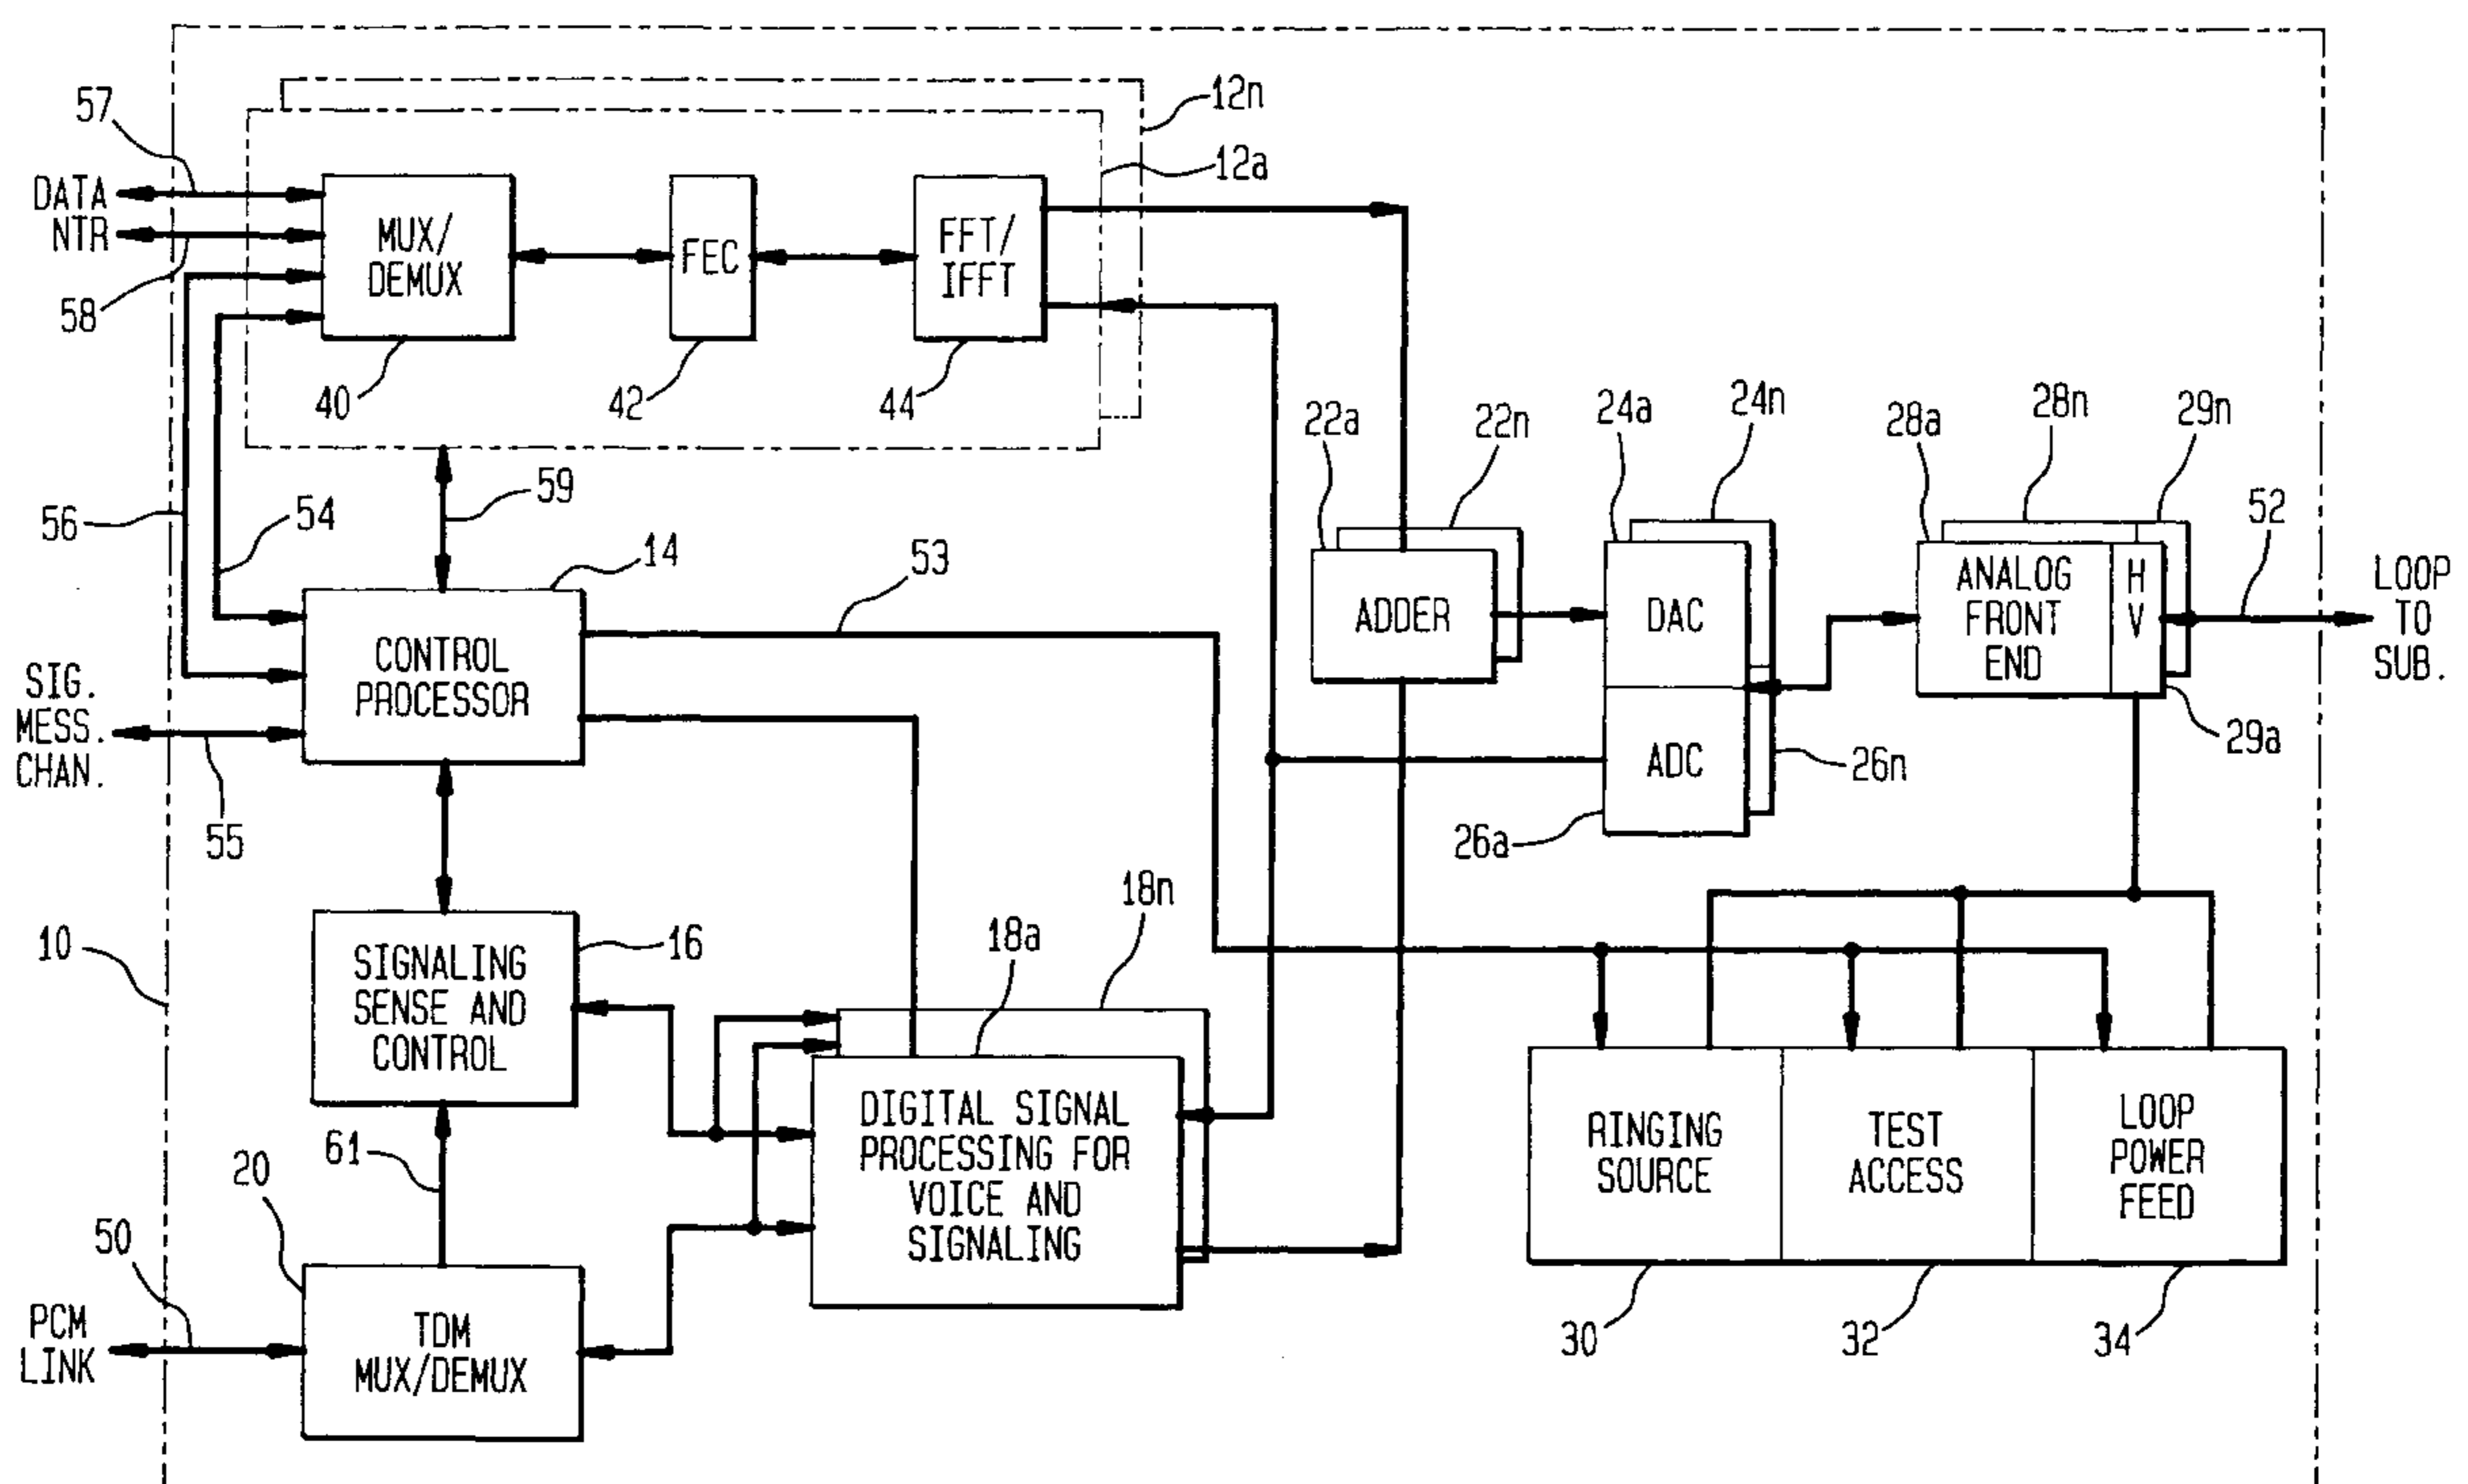 12n
57
12a
DATA
NTR
MUX/
DEMUX
FEC
FFT/
IFFT
58
40
42
44
24a
24n
28a
28n
29n
22a
22n
59
52
56
54
14
53
ADDER
DAC
ANALOG
FRONT
END
H
V
LOOP
TO
SUB.
CONTROL
PROCESSOR
SIG.
MESS.
CHAN.
55
ADC
26n
26a
29a
18n
18a
10
16
SIGNALING
SENSE AND
CONTROL
DIGITAL SIGNAL
PROCESSING FOR
VOICE AND
SIGNALING
RINGING
SOURCE
TEST
ACCESS
LOOP
POWER
FEED
61
20
50
PCM
LINK
TDM
MUX/DEMUX
30
32
34